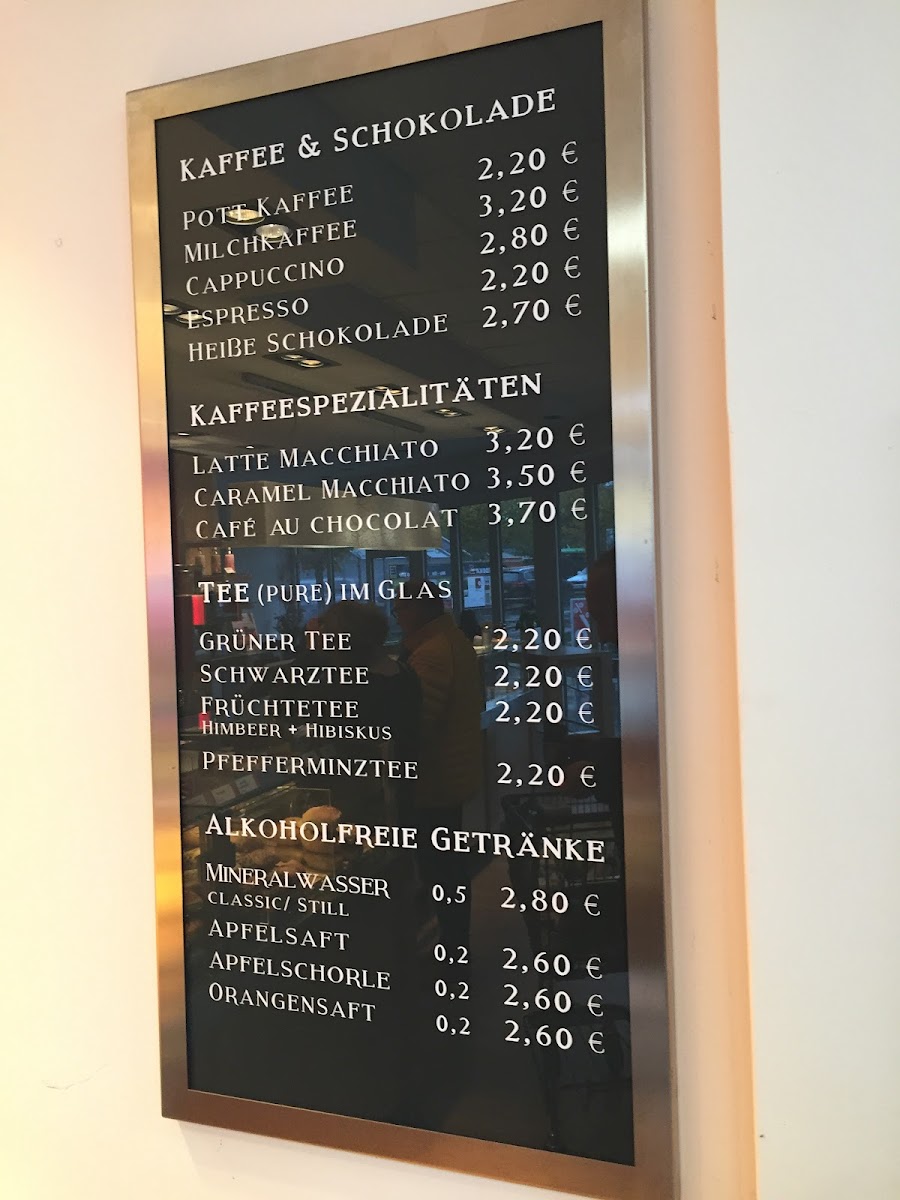 KAFFEE & SCHOKOLADE
POTT KAFFEE 2,20 €
MILCHKAFFEE 3,20 €
CAPPUCCINO 2,80 €
ESPRESSO 2,20 €
HEIßE SCHOKOLADE 2,70 €
KAFFEESPEZIALITÄTEN
LATTE MACCHIATO 3,20 €
CARAMEL MACCHIATO 3,50 €
CAFÉ AU CHOCOLAT 3,70 €
TEE (PURE) IM GLAS
GRÜNER TEE 2,20 €
SCHWARZTEE 2,20 €
FRÜCHTETEE 2,20 €
HIMBEER + HIBISKUS
PFEFFERMINZTEE 2,20 €
ALKOHOLFREIE GETRÄNKE
MINERALWASSER 0,5 2,80 €
CLASSIC/ STILL
APFELSAFT 0,2 2,60 €
APFELSCHORLE 0,2 2,60 €
ORANGENSAFT 0,2 2,60 €